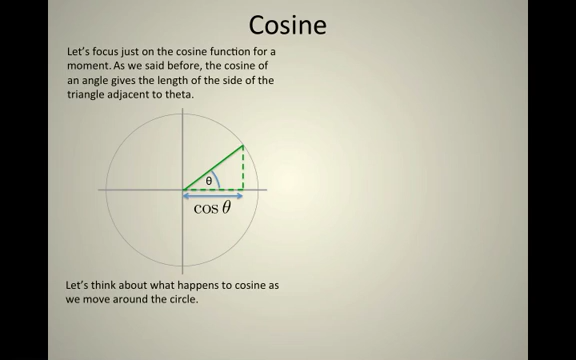 Cosine
Let's focus just on the cosine function for a
moment. As we said before, the cosine of
an angle gives the length of the side of the
triangle adjacent to theta.
θ
cos θ
Let's think about what happens to cosine as
we move around the circle.